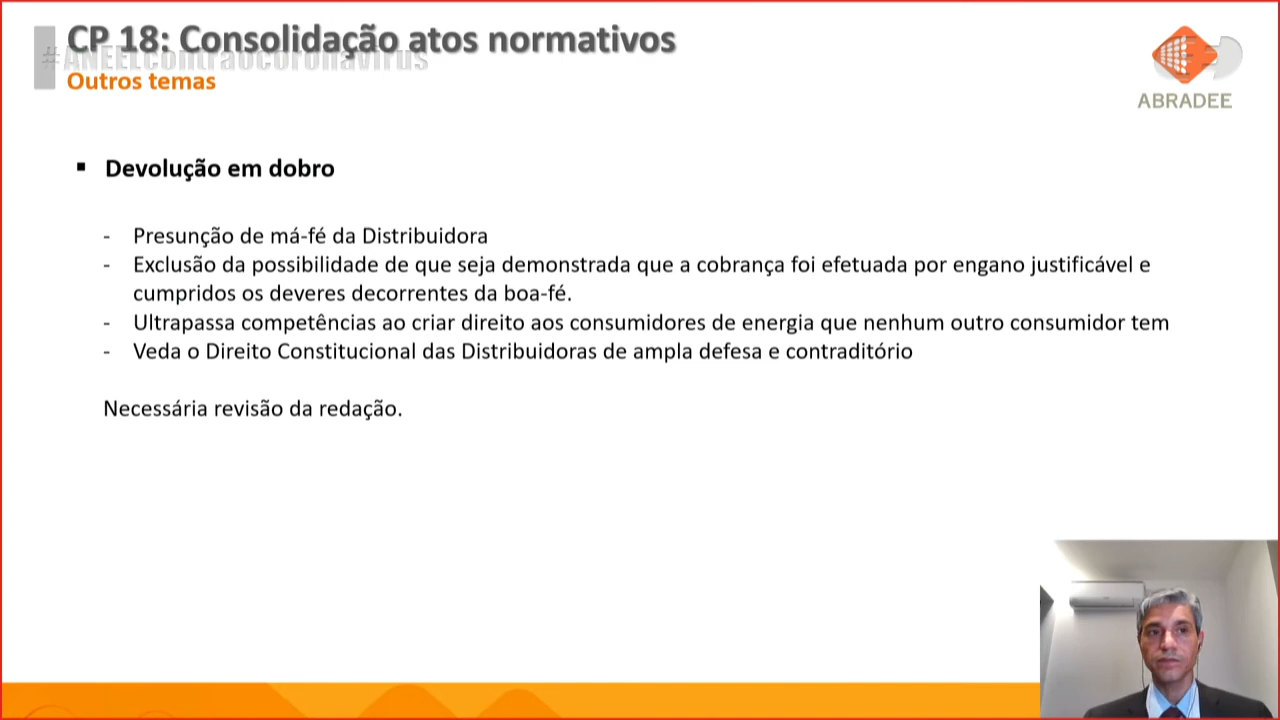 CP 18: Consolidação atos normativos
#ANEELcontraocoronavírus
Outros temas
ABRADEE
▪ Devolução em dobro
- Presunção de má-fé da Distribuidora
- Exclusão da possibilidade de que seja demonstrada que a cobrança foi efetuada por engano justificável e
cumpridos os deveres decorrentes da boa-fé.
- Ultrapassa competências ao criar direito aos consumidores de energia que nenhum outro consumidor tem
- Veda o Direito Constitucional das Distribuidoras de ampla defesa e contraditório
Necessária revisão da redação.